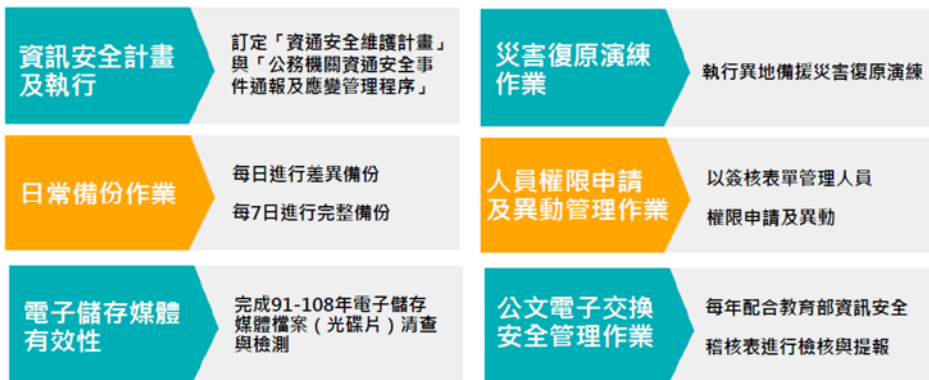 資訊安全計畫
及執行
訂定「資通安全維護計畫」
與「公務機關資通安全事
件通報及應變管理程序」
災害復原演練
作業
執行異地備援災害復原演練
日常備份作業
每日進行差異備份
每7日進行完整備份
人員權限申請
及異動管理作業
以簽核表單管理人員
權限申請及異動
電子儲存媒體
有效性
完成91-108年電子儲存
媒體檔案（光碟片）清查
與檢測
公文電子交換
安全管理作業
每年配合教育部資訊安全
稽核表進行檢核與提報